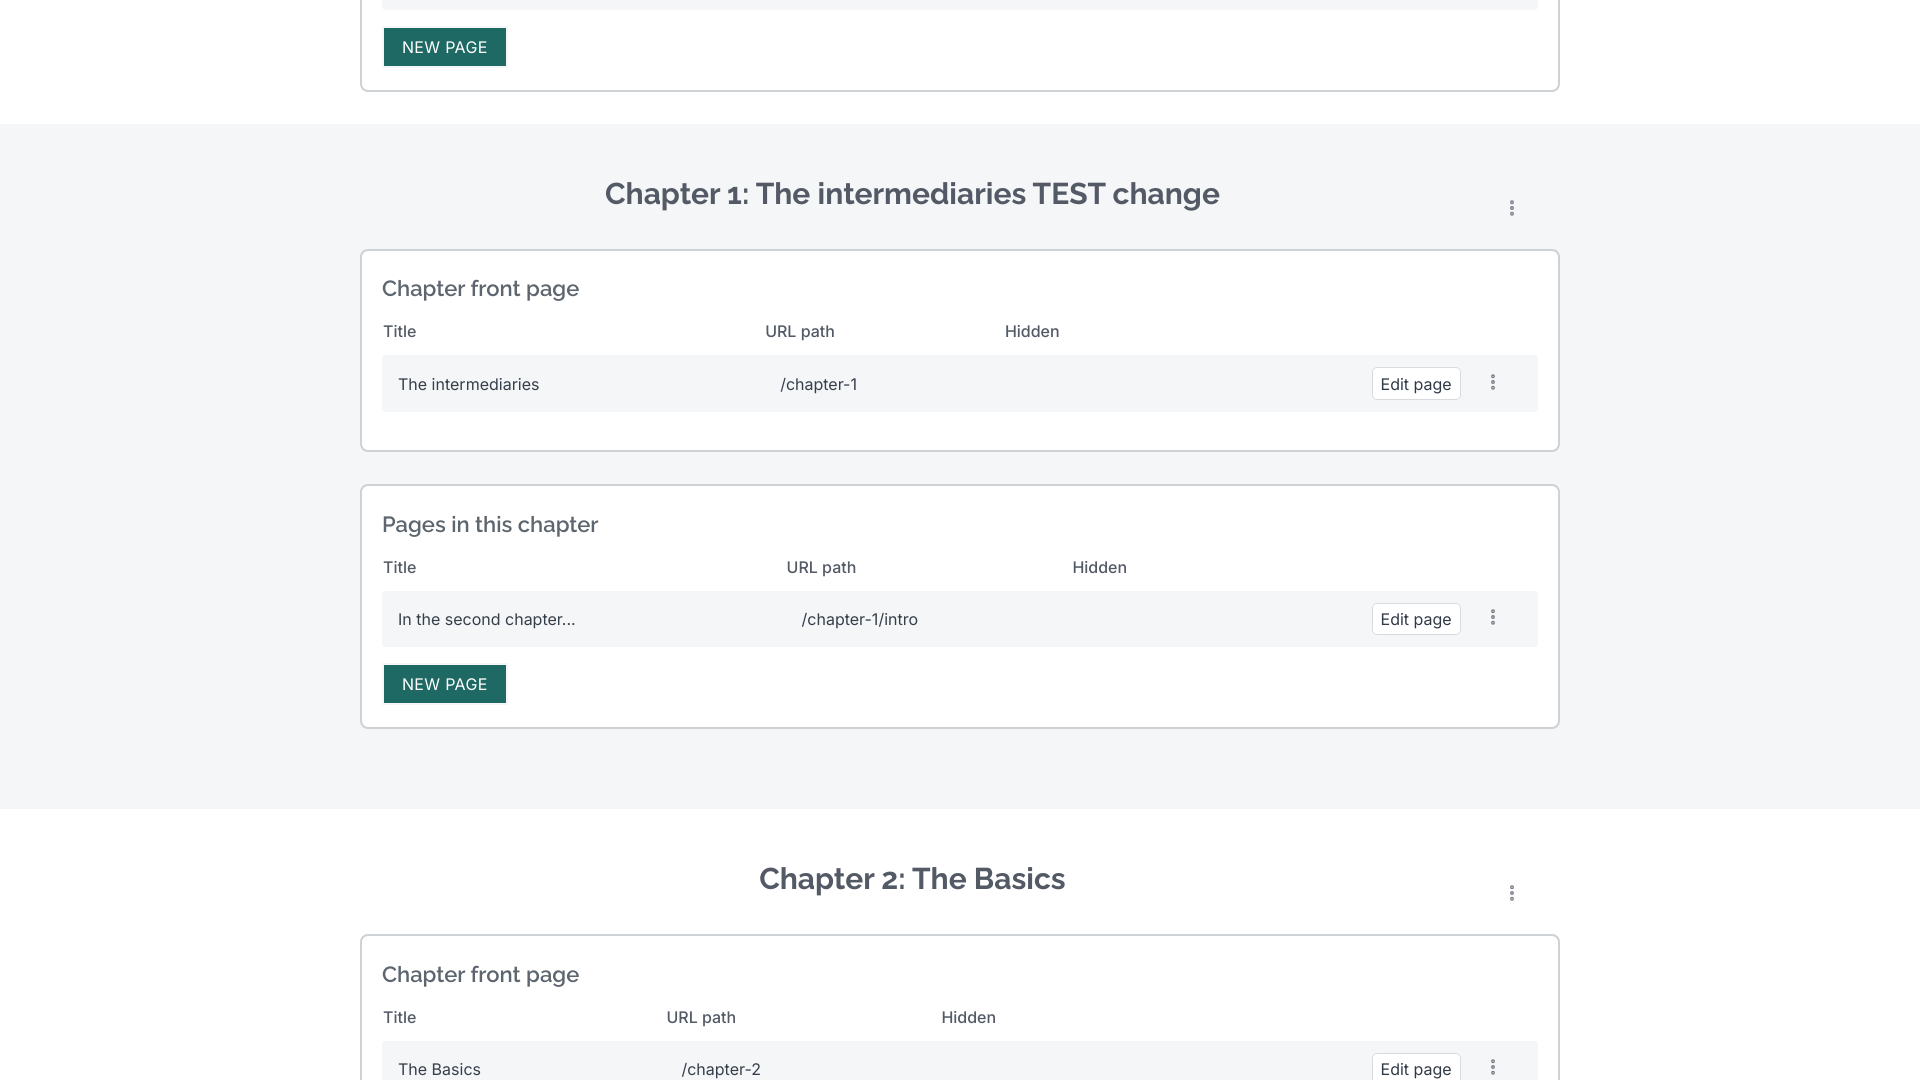 NEW PAGE
Chapter 1: The intermediaries TEST change
Chapter front page
Title URL path Hidden
The intermediaries /chapter-1 Edit page
Pages in this chapter
Title URL path Hidden
In the second chapter... /chapter-1/intro Edit page
NEW PAGE
Chapter 2: The Basics
Chapter front page
Title URL path Hidden
The Basics /chapter-2 Edit page